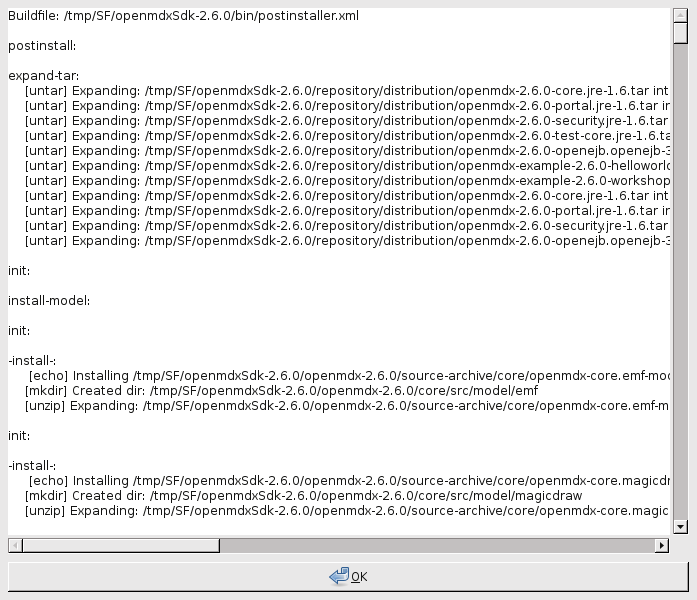 Buildfile: /tmp/SF/openmdxSdk-2.6.0/bin/postinstaller.xml
postinstall:
expand-tar:
[untar] Expanding: /tmp/SF/openmdxSdk-2.6.0/repository/distribution/openmdx-2.6.0-core.jre-1.6.tar int
[untar] Expanding: /tmp/SF/openmdxSdk-2.6.0/repository/distribution/openmdx-2.6.0-portal.jre-1.6.tar in
[untar] Expanding: /tmp/SF/openmdxSdk-2.6.0/repository/distribution/openmdx-2.6.0-security.jre-1.6.tar
[untar] Expanding: /tmp/SF/openmdxSdk-2.6.0/repository/distribution/openmdx-2.6.0-test-core.jre-1.6.ta
[untar] Expanding: /tmp/SF/openmdxSdk-2.6.0/repository/distribution/openmdx-2.6.0-openejb.openejb-3
[untar] Expanding: /tmp/SF/openmdxSdk-2.6.0/repository/distribution/openmdx-example-2.6.0-helloworld
[untar] Expanding: /tmp/SF/openmdxSdk-2.6.0/repository/distribution/openmdx-example-2.6.0-workshop
[untar] Expanding: /tmp/SF/openmdxSdk-2.6.0/repository/distribution/openmdx-2.6.0-core.jre-1.6.tar int
[untar] Expanding: /tmp/SF/openmdxSdk-2.6.0/repository/distribution/openmdx-2.6.0-portal.jre-1.6.tar in
[untar] Expanding: /tmp/SF/openmdxSdk-2.6.0/repository/distribution/openmdx-2.6.0-security.jre-1.6.tar
[untar] Expanding: /tmp/SF/openmdxSdk-2.6.0/repository/distribution/openmdx-2.6.0-openejb.openejb-3
init:
install-model:
init:
-install-:
[echo] Installing /tmp/SF/openmdxSdk-2.6.0/openmdx-2.6.0/source-archive/core/openmdx-core.emf-mod
[mkdir] Created dir: /tmp/SF/openmdxSdk-2.6.0/openmdx-2.6.0/core/src/model/emf
[unzip] Expanding: /tmp/SF/openmdxSdk-2.6.0/openmdx-2.6.0/source-archive/core/openmdx-core.emf-m
init:
-install-:
[echo] Installing /tmp/SF/openmdxSdk-2.6.0/openmdx-2.6.0/source-archive/core/openmdx-core.magicdr
[mkdir] Created dir: /tmp/SF/openmdxSdk-2.6.0/openmdx-2.6.0/core/src/model/magicdraw
[unzip] Expanding: /tmp/SF/openmdxSdk-2.6.0/openmdx-2.6.0/source-archive/core/openmdx-core.magic
OK